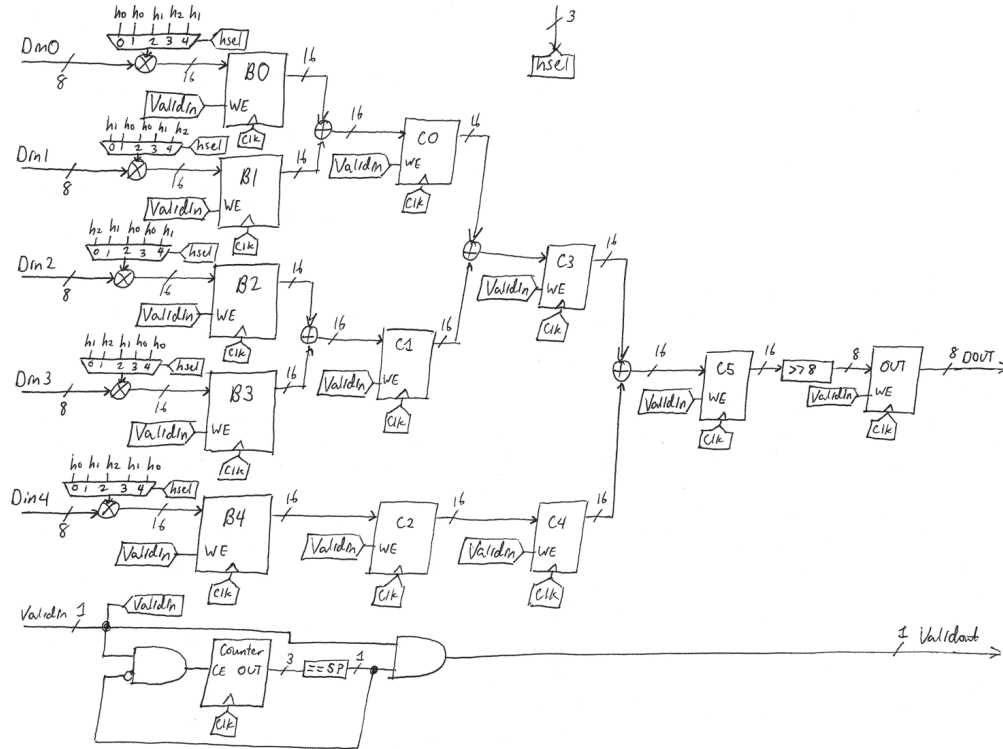 h0 h0 h1 h2 h1
0 1 2 3 4
hsel
3
hsel
Din0
8
16
B0
16
ValidIn
WE
Clk
16
C0
16
ValidIn
WE
Clk
h1 h0 h0 h1 h2
0 1 2 3 4
hsel
Din1
8
16
B1
16
ValidIn
WE
Clk
h2 h1 h0 h0 h1
0 1 2 3 4
hsel
Din2
8
16
B2
16
ValidIn
WE
Clk
C3
16
ValidIn
WE
Clk
16
C1
16
ValidIn
WE
Clk
h1 h2 h1 h0 h0
0 1 2 3 4
hsel
Din3
8
16
B3
16
ValidIn
WE
Clk
16
C5
16
>>8
8
OUT
8
DOUT
ValidIn
WE
Clk
ValidIn
WE
Clk
h0 h1 h2 h1 h0
0 1 2 3 4
hsel
Din4
8
16
B4
16
C2
16
C4
16
ValidIn
WE
Clk
ValidIn
WE
Clk
ValidIn
WE
Clk
ValidIn
1
ValidIn
Counter
CE OUT
3
==5P
1
Clk
1
Validout